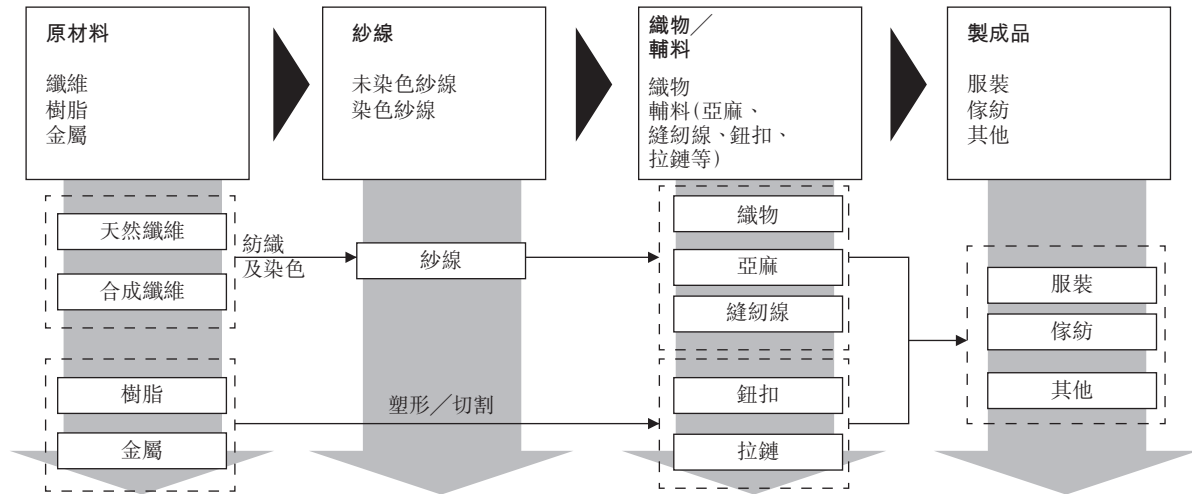 原材料
纖維
樹脂
金屬
紗線
未染色紗線
染色紗線
織物／
輔料
織物
輔料(亞麻、
縫紉線、鈕扣、
拉鏈等)
製成品
服裝
傢紡
其他
天然纖維
合成纖維
紡織
及染色
紗線
織物
亞麻
縫紉線
服裝
傢紡
其他
樹脂
金屬
塑形／切割
鈕扣
拉鏈